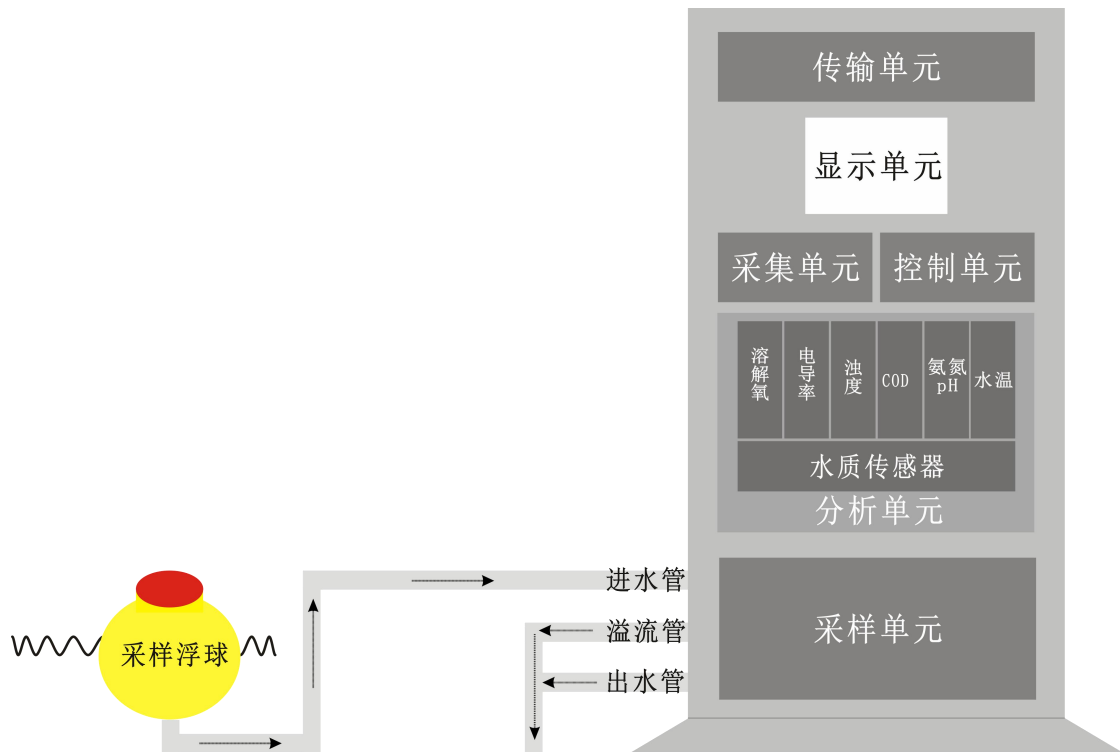 传输单元
显示单元
采集单元
控制单元
溶解氧
电导率
浊度
COD
氨氮
pH
水温
水质传感器
分析单元
进水管
采样单元
溢流管
采样浮球
出水管